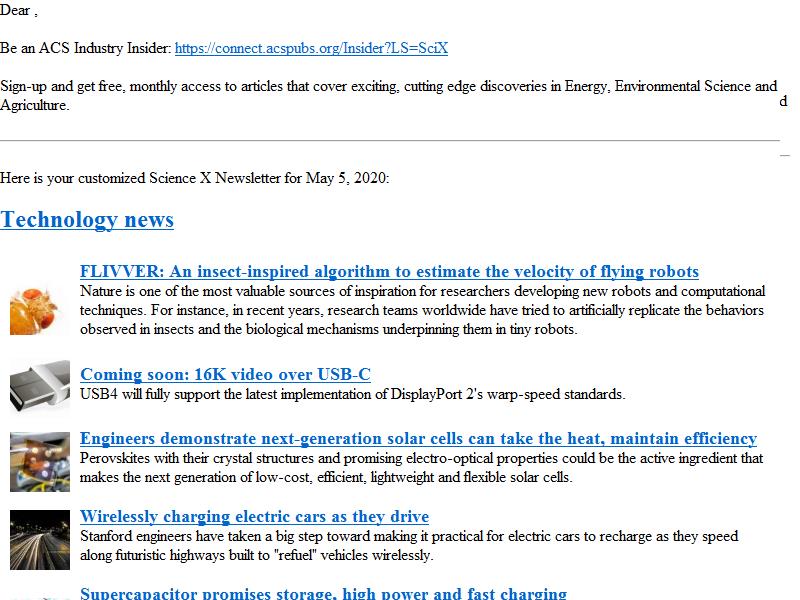 Dear ,
Be an ACS Industry Insider: https://connect.acspubs.org/Insider?LS=SciX
Sign-up and get free, monthly access to articles that cover exciting, cutting edge discoveries in Energy, Environmental Science and
d
Agriculture.
Here is your customized Science X Newsletter for May 5, 2020:
Technology news
FLIVVER: An insect-inspired algorithm to estimate the velocity of flying robots
Nature is one of the most valuable sources of inspiration for researchers developing new robots and computational
techniques. For instance, in recent years, research teams worldwide have tried to artificially replicate the behaviors
observed in insects and the biological mechanisms underpinning them in tiny robots.
Coming soon: 16K video over USB-C
USB4 will fully support the latest implementation of DisplayPort 2's warp-speed standards.
Engineers demonstrate next-generation solar cells can take the heat, maintain efficiency
Perovskites with their crystal structures and promising electro-optical properties could be the active ingredient that
makes the next generation of low-cost, efficient, lightweight and flexible solar cells.
Wirelessly charging electric cars as they drive
Stanford engineers have taken a big step toward making it practical for electric cars to recharge as they speed
along futuristic highways built to "refuel" vehicles wirelessly.
Supercapacitor promises storage, high power and fast charging